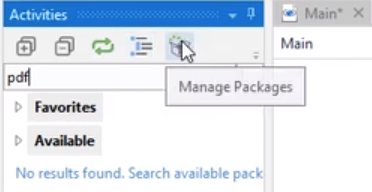 Activities
Main*
Main
pdf
Manage Packages
Favorites
Available
No results found. Search available pack